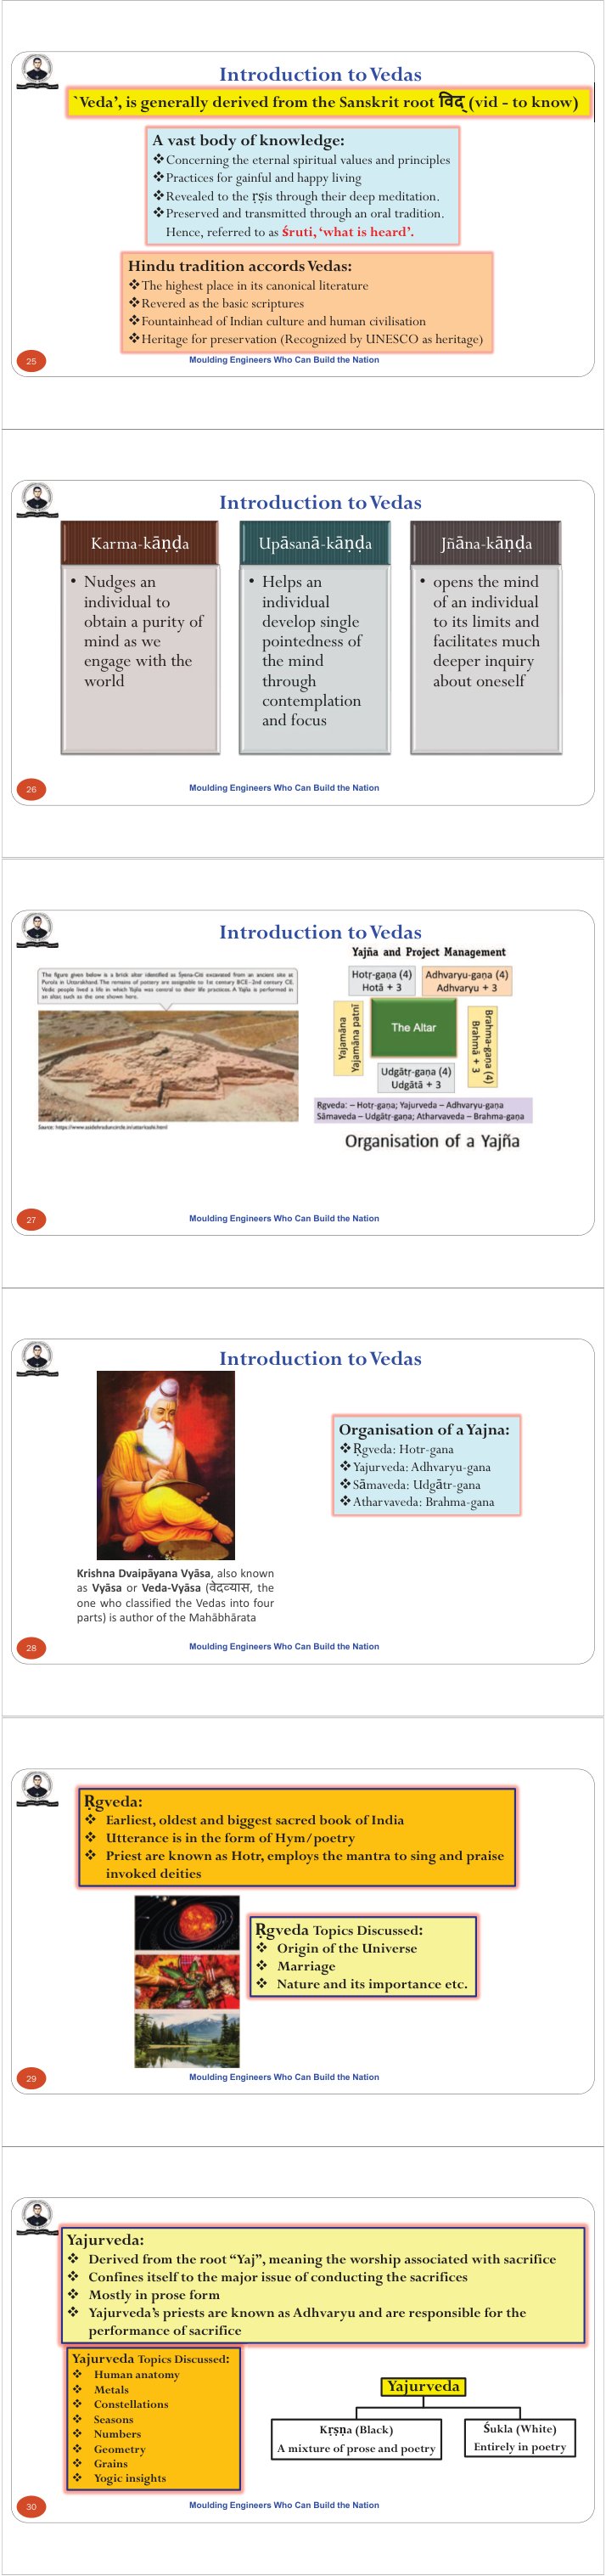 Introduction to Vedas
`Veda', is generally derived from the Sanskrit root विद् (vid - to know)
A vast body of knowledge:
❖Concerning the eternal spiritual values and principles
❖Practices for gainful and happy living
❖Revealed to the ṛṣis through their deep meditation.
❖Preserved and transmitted through an oral tradition.
Hence, referred to as śruti, 'what is heard'.
Hindu tradition accords Vedas:
❖The highest place in its canonical literature
❖Revered as the basic scriptures
❖Fountainhead of Indian culture and human civilisation
❖Heritage for preservation (Recognized by UNESCO as heritage)
25
Moulding Engineers Who Can Build the Nation
Introduction to Vedas
Karma-kāṇḍa
• Nudges an
individual to
obtain a purity of
mind as we
engage with the
world
Upāsanā-kāṇḍa
• Helps an
individual
develop single
pointedness of
the mind
through
contemplation
and focus
Jñāna-kāṇḍa
• opens the mind
of an individual
to its limits and
facilitates much
deeper inquiry
about oneself
26
Moulding Engineers Who Can Build the Nation
Introduction to Vedas
The figure given below is a brick altar identified as Śyena-Citi excavated from an ancient site at
Purola in Uttarakhand. The remains of pottery are assignable to 1st century BCE - 2nd century CE.
Vedic people lived a life in which Yajña was central to their life practices. A Yajña is performed in
an altar, such as the one shown here.
Yajña and Project Management
Hotṛ-gaṇa (4)
Hotā + 3
Adhvaryu-gaṇa (4)
Adhvaryu + 3
Yajamāna
Yajamāna patnī
The Altar
Brahma-gaṇa (4)
Brahmā + 3
Udgātṛ-gaṇa (4)
Udgātā + 3
Ṛgveda: – Hotṛ-gaṇa; Yajurveda – Adhvaryu-gaṇa
Sāmaveda – Udgātṛ-gaṇa; Atharvaveda – Brahma-gaṇa
Organisation of a Yajña
27
Moulding Engineers Who Can Build the Nation
Introduction to Vedas
Krishna Dvaipāyana Vyāsa, also known
as Vyāsa or Veda-Vyāsa (वेदव्यास, the
one who classified the Vedas into four
parts) is author of the Mahābhārata
Organisation of a Yajna:
❖Ṛgveda: Hotr-gana
❖Yajurveda: Adhvaryu-gana
❖Sāmaveda: Udgātr-gana
❖Atharvaveda: Brahma-gana
28
Moulding Engineers Who Can Build the Nation
Ṛgveda:
❖ Earliest, oldest and biggest sacred book of India
❖ Utterance is in the form of Hym/poetry
❖ Priest are known as Hotr, employs the mantra to sing and praise
invoked deities
Ṛgveda Topics Discussed:
❖ Origin of the Universe
❖ Marriage
❖ Nature and its importance etc.
29
Moulding Engineers Who Can Build the Nation
Yajurveda:
❖ Derived from the root "Yaj", meaning the worship associated with sacrifice
❖ Confines itself to the major issue of conducting the sacrifices
❖ Mostly in prose form
❖ Yajurveda's priests are known as Adhvaryu and are responsible for the
performance of sacrifice
Yajurveda Topics Discussed:
❖ Human anatomy
❖ Metals
❖ Constellations
❖ Seasons
❖ Numbers
❖ Geometry
❖ Grains
❖ Yogic insights
Yajurveda
Kṛṣṇa (Black)
A mixture of prose and poetry
Śukla (White)
Entirely in poetry
30
Moulding Engineers Who Can Build the Nation